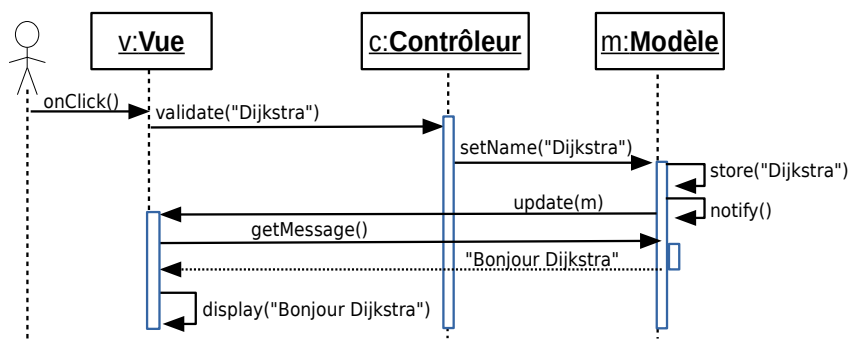 v:Vue
c:Contrôleur
m:Modèle
onClick()
validate("Dijkstra")
setName("Dijkstra")
store("Dijkstra")
update(m)
notify()
getMessage()
"Bonjour Dijkstra"
display("Bonjour Dijkstra")